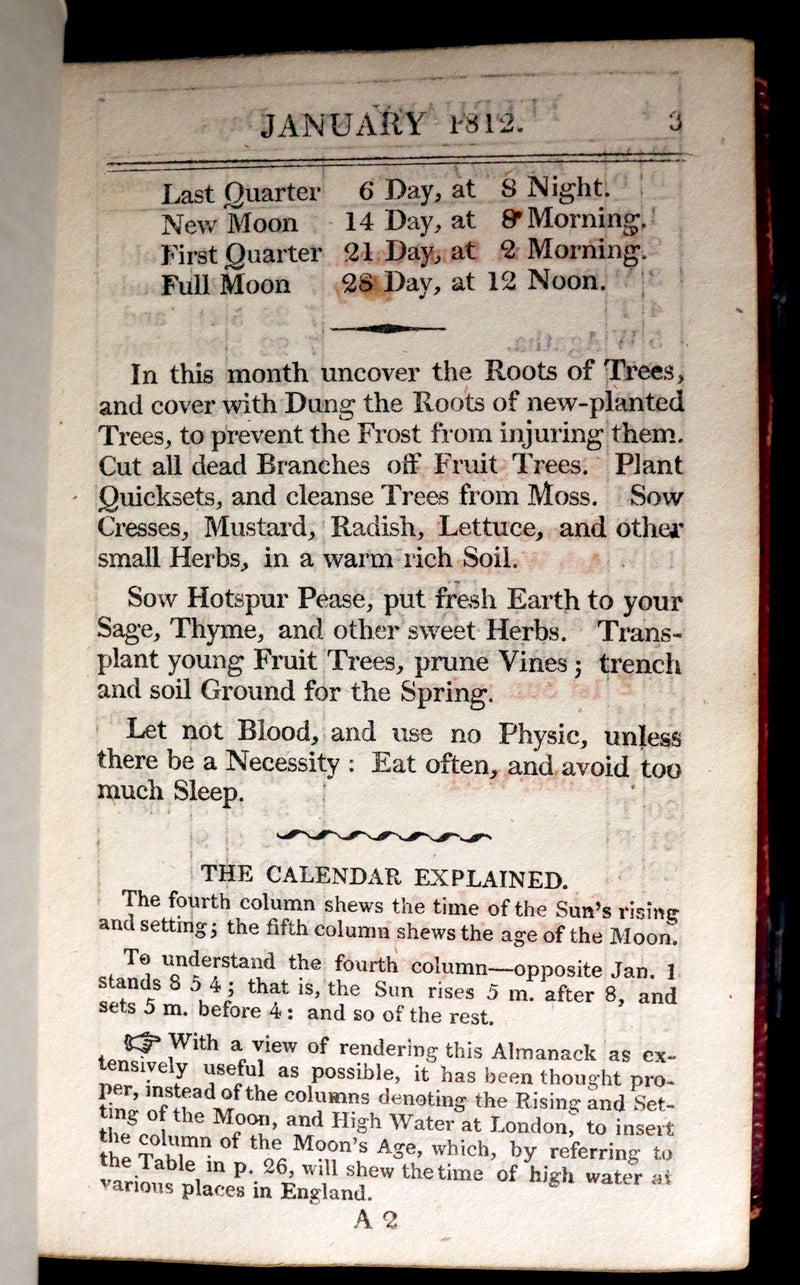 JANUARY 1812. 3
Last Quarter 6 Day, at 8 Night.
New Moon 14 Day, at 8 Morning.
First Quarter 21 Day, at 2 Morning.
Full Moon 28 Day, at 12 Noon.
In this month uncover the Roots of Trees,
and cover with Dung the Roots of new-planted
Trees, to prevent the Frost from injuring them.
Cut all dead Branches off Fruit Trees. Plant
Quicksets, and cleanse Trees from Moss. Sow
Cresses, Mustard, Radish, Lettuce, and other
small Herbs, in a warm rich Soil.
Sow Hotspur Pease, put fresh Earth to your
Sage, Thyme, and other sweet Herbs. Trans-
plant young Fruit Trees, prune Vines; trench
and soil Ground for the Spring.
Let not Blood, and use no Physic, unless
there be a Necessity: Eat often, and avoid too
much Sleep.
THE CALENDAR EXPLAINED.
The fourth column shews the time of the Sun's rising
and setting; the fifth column shews the age of the Moon.
To understand the fourth column—opposite Jan. 1
stands 8 5 4; that is, the Sun rises 5 m. after 8, and
sets 5 m. before 4: and so of the rest.
☞ With a view of rendering this Almanack as ex-
tensively useful as possible, it has been thought pro-
per, instead of the columns denoting the Rising and Set-
ting of the Moon, and High Water at London, to insert
the column of the Moon's Age, which, by referring to
the Table in p. 26, will shew the time of high water at
various places in England.
A 2